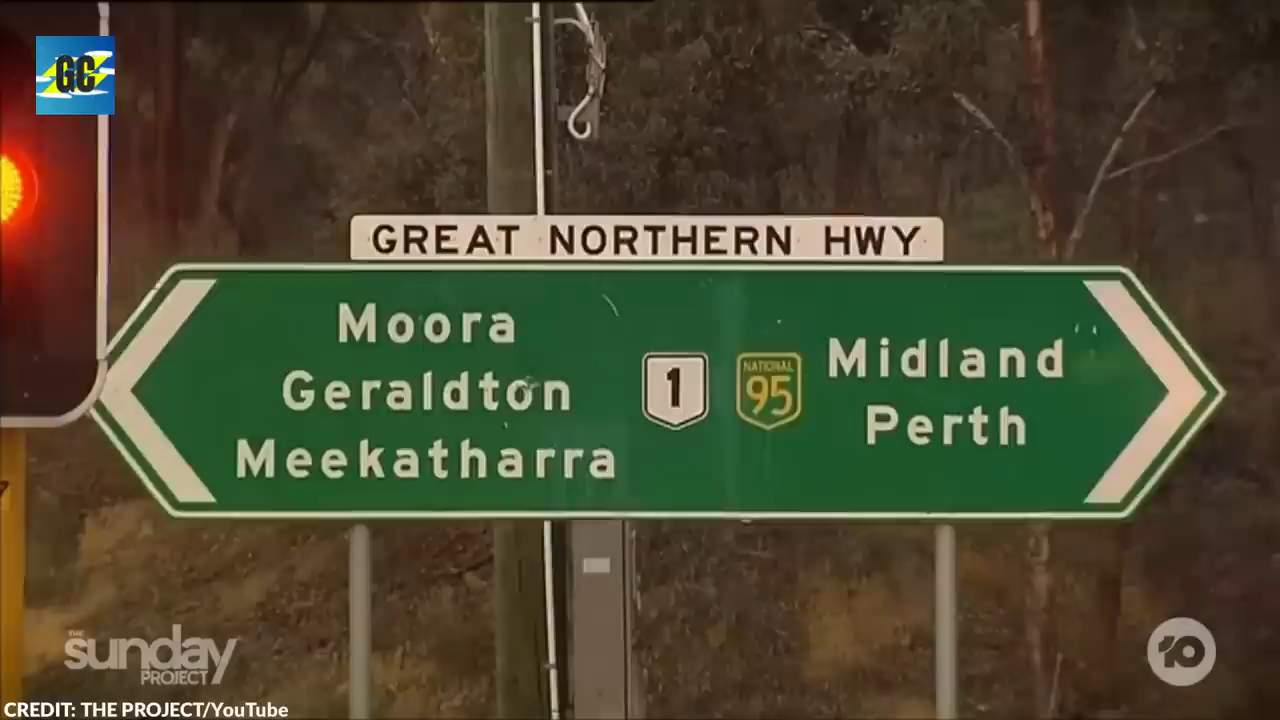 GC
GREAT NORTHERN HWY
Moora
Geraldton
Meekatharra
1
NATIONAL
95
Midland
Perth
THE
Sunday
PROJECT
10
CREDIT: THE PROJECT/YouTube